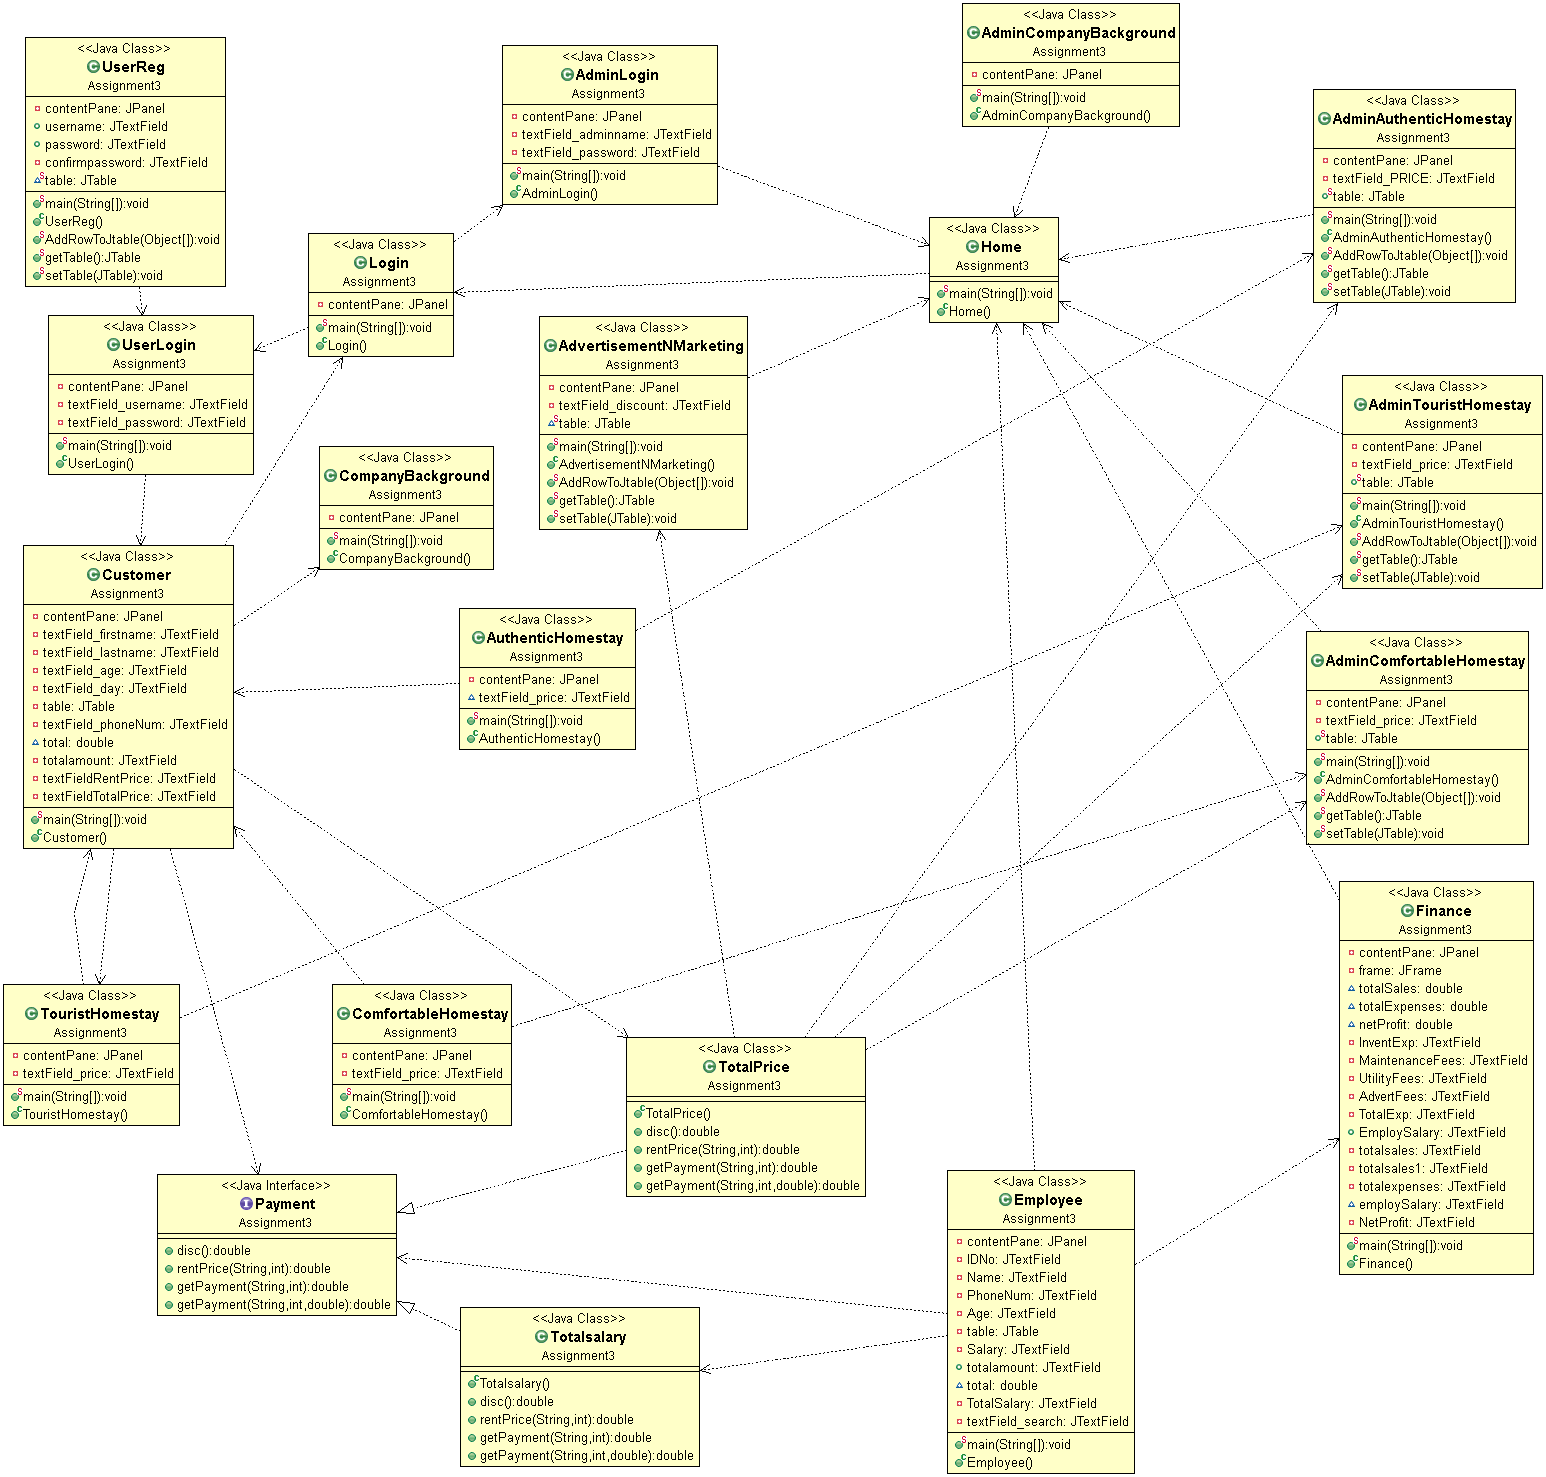 <<Java Class>>
UserReg
Assignment3
contentPane: JPanel
username: JTextField
password: JTextField
confirmpassword: JTextField
table: JTable
main(String[]):void
UserReg()
AddRowToJtable(Object[]):void
getTable():JTable
setTable(JTable):void
<<Java Class>>
AdminLogin
Assignment3
contentPane: JPanel
textField_adminname: JTextField
textField_password: JTextField
main(String[]):void
AdminLogin()
<<Java Class>>
AdminCompanyBackground
Assignment3
contentPane: JPanel
main(String[]):void
AdminCompanyBackground()
<<Java Class>>
AdminAuthenticHomestay
Assignment3
contentPane: JPanel
textField_PRICE: JTextField
table: JTable
main(String[]):void
AdminAuthenticHomestay()
AddRowToJtable(Object[]):void
getTable():JTable
setTable(JTable):void
<<Java Class>>
Login
Assignment3
contentPane: JPanel
main(String[]):void
Login()
<<Java Class>>
Home
Assignment3
main(String[]):void
Home()
<<Java Class>>
UserLogin
Assignment3
contentPane: JPanel
textField_username: JTextField
textField_password: JTextField
main(String[]):void
UserLogin()
<<Java Class>>
AdvertisementNMarketing
Assignment3
contentPane: JPanel
textField_discount: JTextField
table: JTable
main(String[]):void
AdvertisementNMarketing()
AddRowToJtable(Object[]):void
getTable():JTable
setTable(JTable):void
<<Java Class>>
AdminTouristHomestay
Assignment3
contentPane: JPanel
textField_price: JTextField
table: JTable
main(String[]):void
AdminTouristHomestay()
AddRowToJtable(Object[]):void
getTable():JTable
setTable(JTable):void
<<Java Class>>
CompanyBackground
Assignment3
contentPane: JPanel
main(String[]):void
CompanyBackground()
<<Java Class>>
Customer
Assignment3
contentPane: JPanel
textField_firstname: JTextField
textField_lastname: JTextField
textField_age: JTextField
textField_day: JTextField
table: JTable
textField_phoneNum: JTextField
total: double
totalamount: JTextField
textFieldRentPrice: JTextField
textFieldTotalPrice: JTextField
main(String[]):void
Customer()
<<Java Class>>
AuthenticHomestay
Assignment3
contentPane: JPanel
textField_price: JTextField
main(String[]):void
AuthenticHomestay()
<<Java Class>>
AdminComfortableHomestay
Assignment3
contentPane: JPanel
textField_price: JTextField
table: JTable
main(String[]):void
AdminComfortableHomestay()
AddRowToJtable(Object[]):void
getTable():JTable
setTable(JTable):void
<<Java Class>>
Finance
Assignment3
contentPane: JPanel
frame: JFrame
totalSales: double
totalExpenses: double
netProfit: double
InventExp: JTextField
MaintenanceFees: JTextField
UtilityFees: JTextField
AdvertFees: JTextField
TotalExp: JTextField
EmploySalary: JTextField
totalsales: JTextField
totalsales1: JTextField
totalexpenses: JTextField
employSalary: JTextField
NetProfit: JTextField
main(String[]):void
Finance()
<<Java Class>>
TouristHomestay
Assignment3
contentPane: JPanel
textField_price: JTextField
main(String[]):void
TouristHomestay()
<<Java Class>>
ComfortableHomestay
Assignment3
contentPane: JPanel
textField_price: JTextField
main(String[]):void
ComfortableHomestay()
<<Java Class>>
TotalPrice
Assignment3
TotalPrice()
disc():double
rentPrice(String,int):double
getPayment(String,int):double
getPayment(String,int,double):double
<<Java Interface>>
Payment
Assignment3
disc():double
rentPrice(String,int):double
getPayment(String,int):double
getPayment(String,int,double):double
<<Java Class>>
Employee
Assignment3
contentPane: JPanel
IDNo: JTextField
Name: JTextField
PhoneNum: JTextField
Age: JTextField
table: JTable
Salary: JTextField
totalamount: JTextField
total: double
TotalSalary: JTextField
textField_search: JTextField
main(String[]):void
Employee()
<<Java Class>>
Totalsalary
Assignment3
Totalsalary()
disc():double
rentPrice(String,int):double
getPayment(String,int):double
getPayment(String,int,double):double